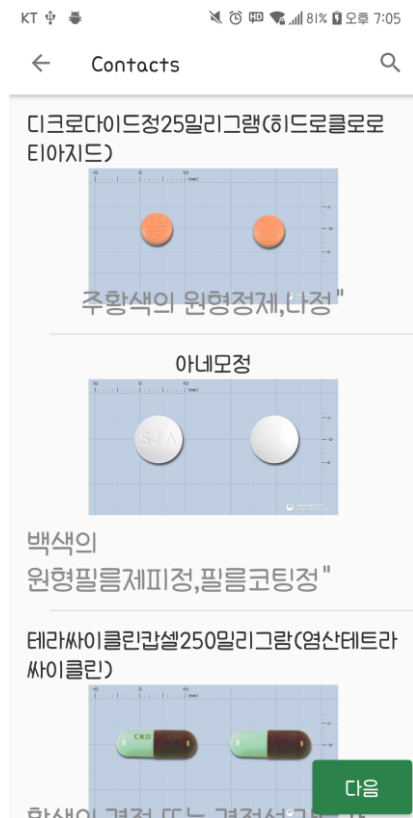 KT 81% 오후 7:05
Contacts
디크로다이드정25밀리그램(히드로클로로
티아지드)
주황색의 원형정제,나정"
아네모정
SJA
백색의
원형필름제피정,필름코팅정"
테라싸이클린캅셀250밀리그람(염산테트라
싸이클린)
CKD
다음